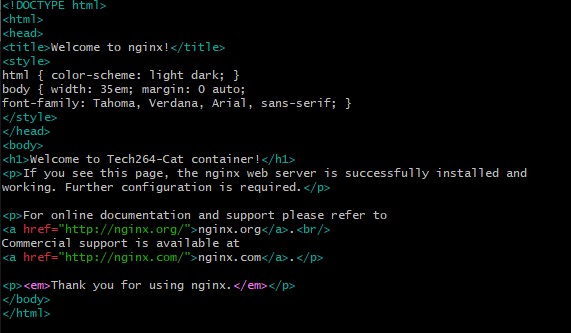 <!DOCTYPE html>
<html>
<head>
<title>Welcome to nginx!</title>
<style>
html { color-scheme: light dark; }
body { width: 35em; margin: 0 auto;
font-family: Tahoma, Verdana, Arial, sans-serif; }
</style>
</head>
<body>
<h1>Welcome to Tech264-Cat container!</h1>
<p>If you see this page, the nginx web server is successfully installed and
working. Further configuration is required.</p>

<p>For online documentation and support please refer to
<a href="http://nginx.org/">nginx.org</a>.<br/>
Commercial support is available at
<a href="http://nginx.com/">nginx.com</a>.</p>

<p><em>Thank you for using nginx.</em></p>
</body>
</html>